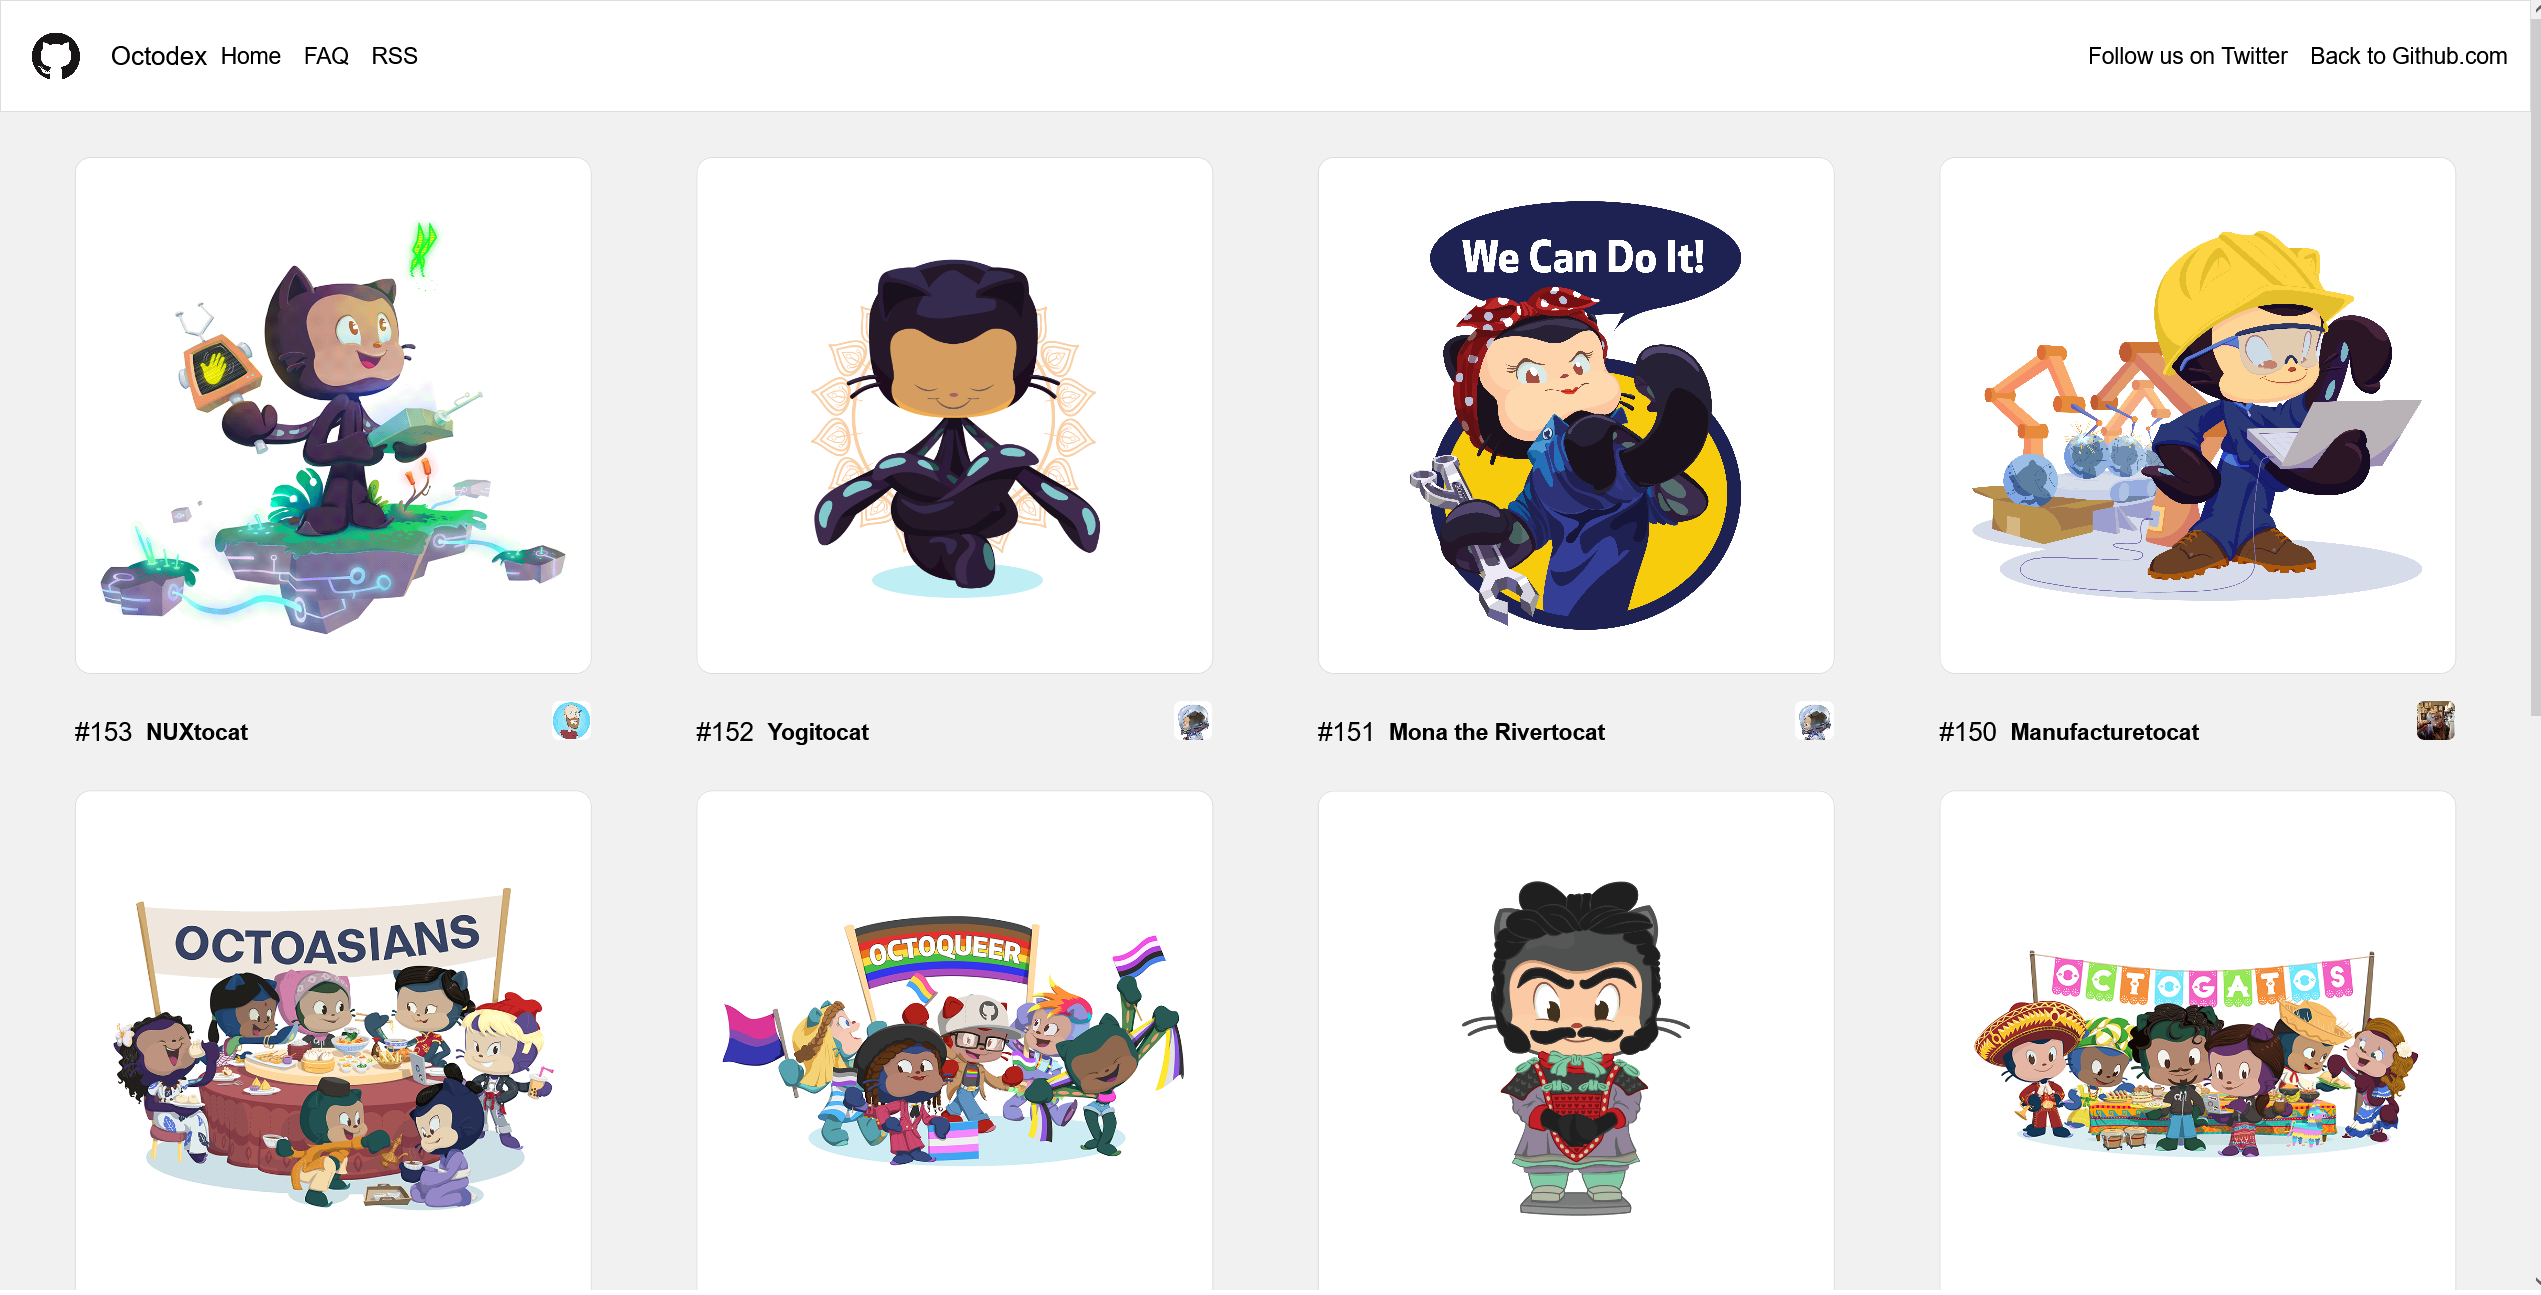 Octodex Home FAQ RSS Follow us on Twitter Back to Github.com
We Can Do It!
#153 NUXtocat
#152 Yogitocat
#151 Mona the Rivertocat
#150 Manufacturetocat
OCTOASIANS
OCTOQUEER
OCTOGATOS